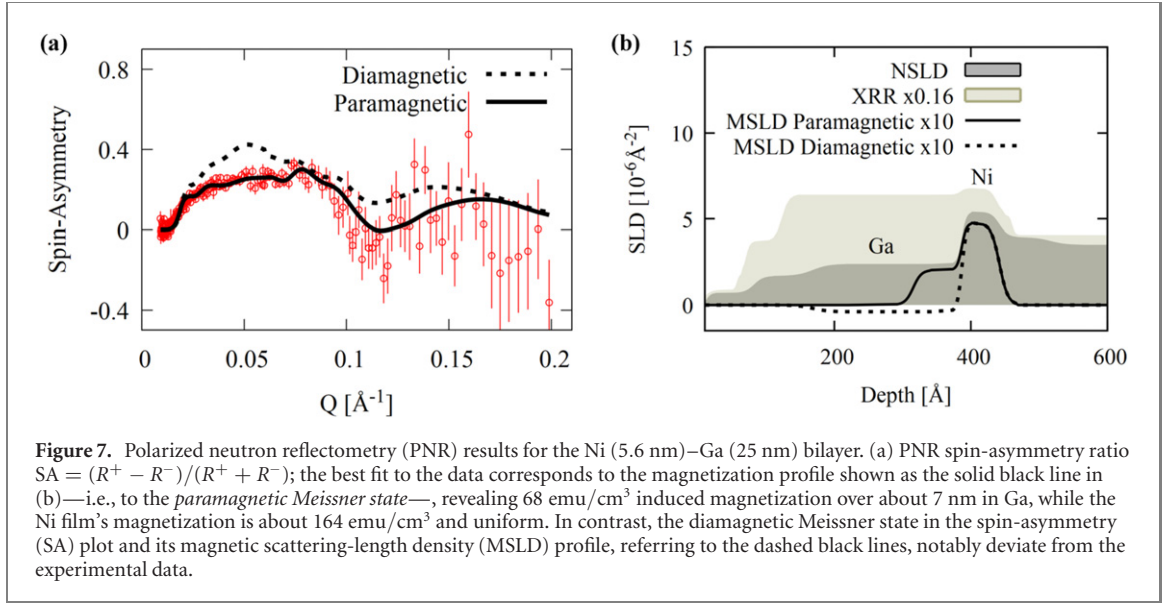 (a)
0.8
0.4
0
-0.4
Spin-Asymmetry
Diamagnetic
Paramagnetic
0 0.05 0.1 0.15 0.2
Q [Å-1]
(b)
15
10
5
0
SLD [10-6Å-2]
NSLD
XRR x0.16
MSLD Paramagnetic x10
MSLD Diamagnetic x10
Ni
Ga
200 400 600
Depth [Å]
Figure 7. Polarized neutron reflectometry (PNR) results for the Ni (5.6 nm)–Ga (25 nm) bilayer. (a) PNR spin-asymmetry ratio
SA = (R⁺ − R⁻)/(R⁺ + R⁻); the best fit to the data corresponds to the magnetization profile shown as the solid black line in
(b)—i.e., to the paramagnetic Meissner state—, revealing 68 emu/cm³ induced magnetization over about 7 nm in Ga, while the
Ni film's magnetization is about 164 emu/cm³ and uniform. In contrast, the diamagnetic Meissner state in the spin-asymmetry
(SA) plot and its magnetic scattering-length density (MSLD) profile, referring to the dashed black lines, notably deviate from the
experimental data.